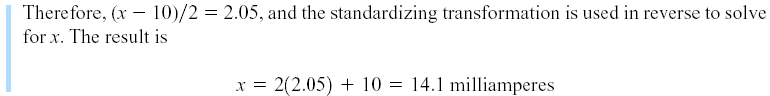 Therefore, (x − 10)/2 = 2.05, and the standardizing transformation is used in reverse to solve
for x. The result is
x = 2(2.05) + 10 = 14.1 milliamperes